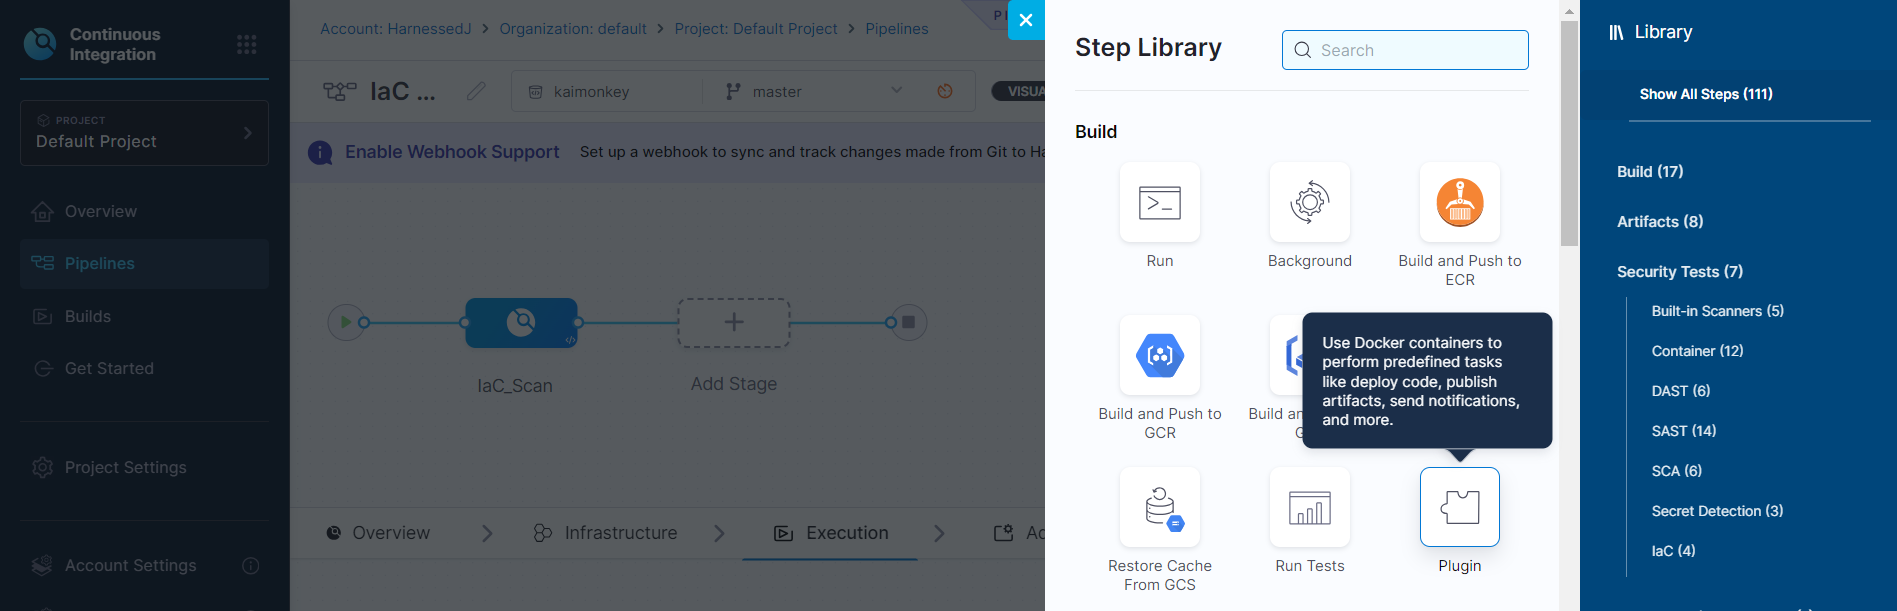 Continuous
Integration
PROJECT
Default Project
Overview
Pipelines
Builds
Get Started
Project Settings
Account Settings
Account: HarnessedJ > Organization: default > Project: Default Project > Pipelines
IaC ...
kaimonkey
master
VISUA
Enable Webhook Support Set up a webhook to sync and track changes made from Git to Ha
IaC_Scan
Add Stage
Overview
Infrastructure
Execution
Step Library
Search
Build
Run
Background
Build and Push to
ECR
Build and Push to
GCR
Build an
Use Docker containers to
perform predefined tasks
like deploy code, publish
artifacts, send notifications,
and more.
Restore Cache
From GCS
Run Tests
Plugin
Library
Show All Steps (111)
Build (17)
Artifacts (8)
Security Tests (7)
Built-in Scanners (5)
Container (12)
DAST (6)
SAST (14)
SCA (6)
Secret Detection (3)
IaC (4)